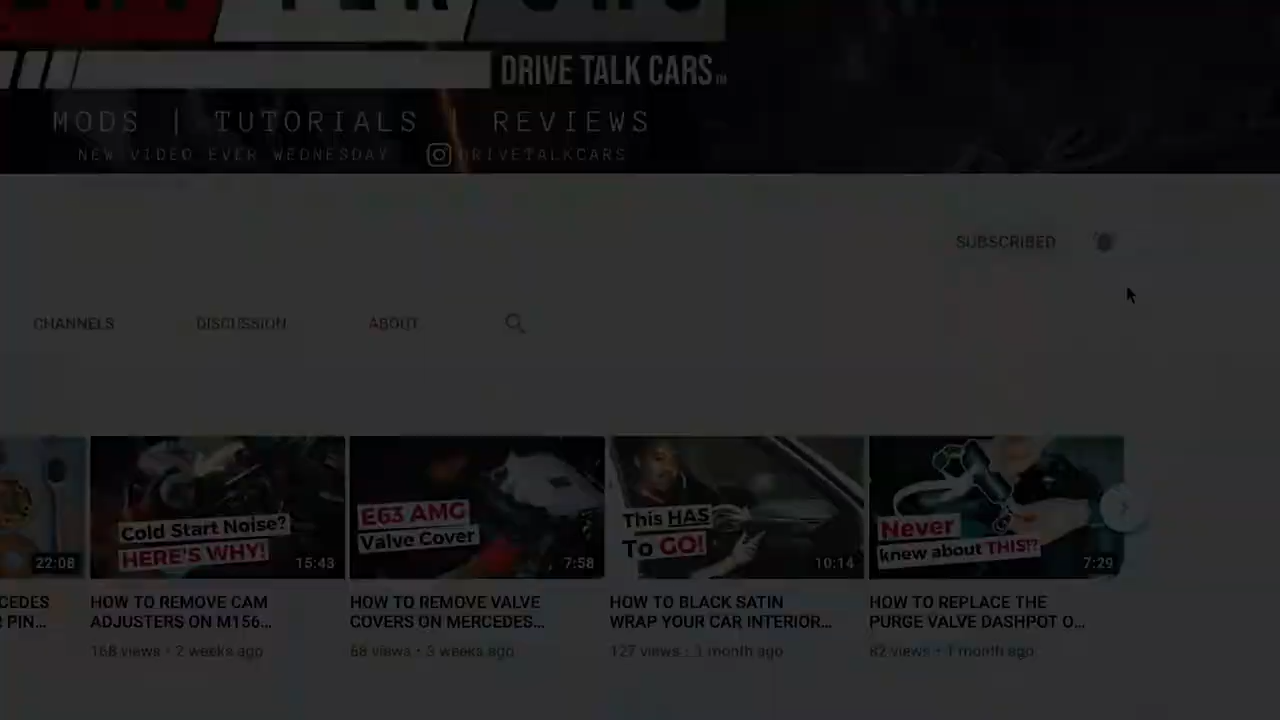 DRIVE TALK CARS
MODS | TUTORIALS | REVIEWS
NEW VIDEO EVER WEDNESDAY DRIVETALKCARS
SUBSCRIBED
CHANNELS DISCUSSION ABOUT
Cold Start Noise?
HERE'S WHY!
15:43
E63 AMG
Valve Cover
7:58
This HAS
To GO!
10:14
Never
knew about THIS!?
7:29
22:08
CEDES
PIN...
HOW TO REMOVE CAM
ADJUSTERS ON M156...
168 views • 2 weeks ago
HOW TO REMOVE VALVE
COVERS ON MERCEDES...
68 views • 3 weeks ago
HOW TO BLACK SATIN
WRAP YOUR CAR INTERIOR...
127 views • 1 month ago
HOW TO REPLACE THE
PURGE VALVE DASHPOT O...
82 views • 1 month ago